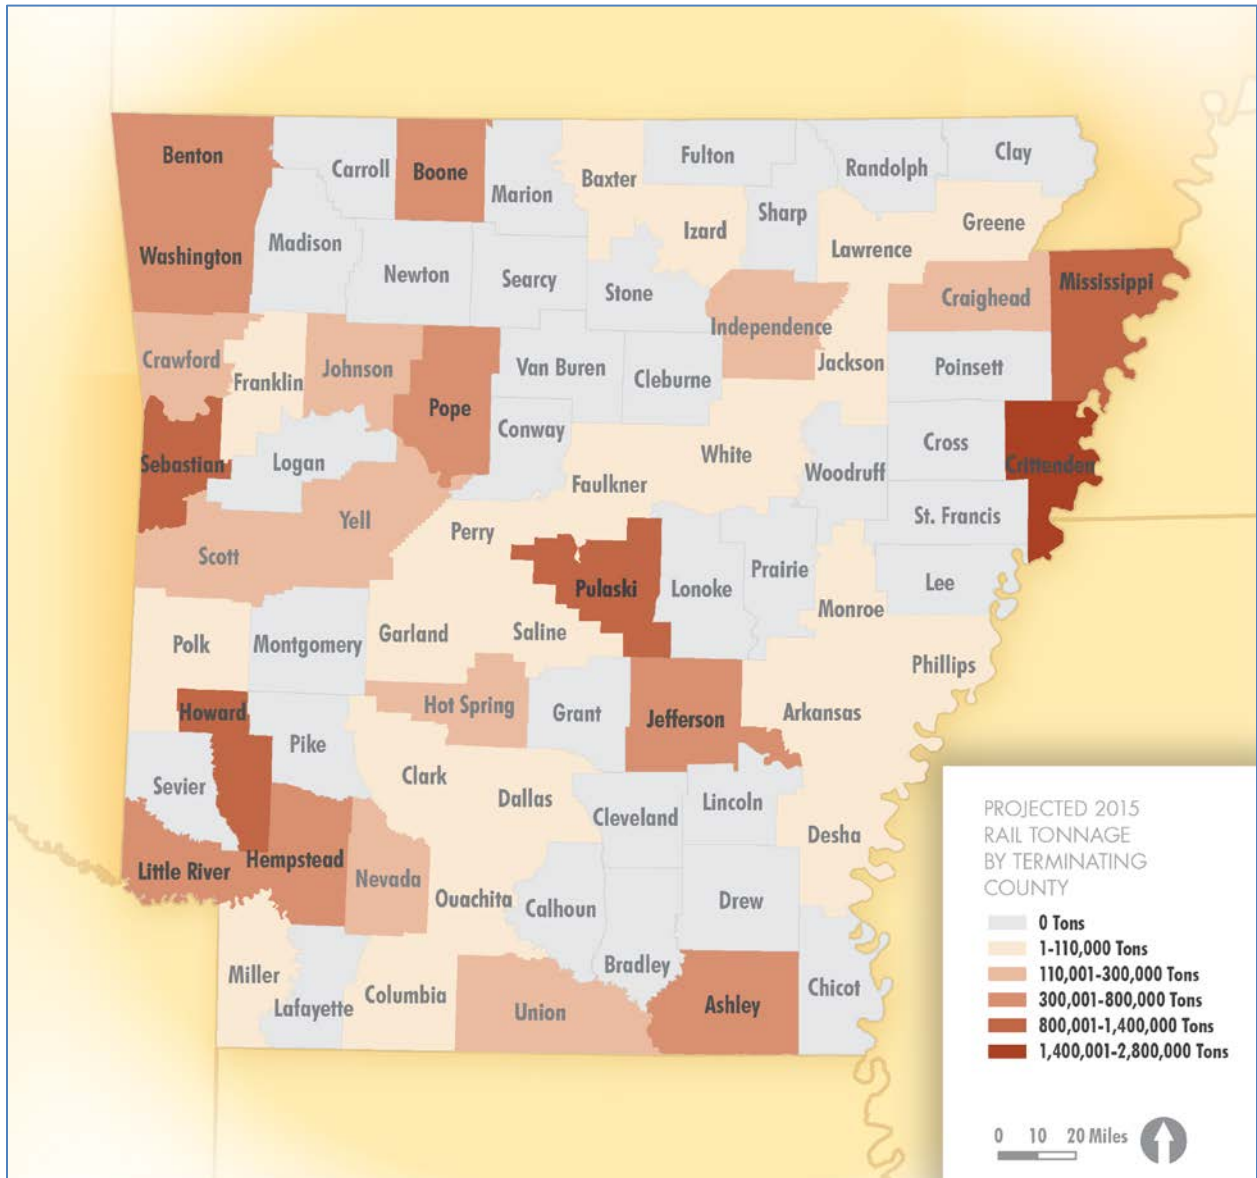 Benton
Carroll
Boone
Marion
Baxter
Fulton
Randolph
Clay
Washington
Madison
Newton
Searcy
Stone
Izard
Sharp
Lawrence
Greene
Mississippi
Craighead
Independence
Jackson
Poinsett
Crawford
Franklin
Johnson
Pope
Van Buren
Cleburne
Conway
Sebastian
Logan
White
Woodruff
Cross
Crittenden
Faulkner
Yell
Perry
St. Francis
Scott
Pulaski
Lonoke
Prairie
Monroe
Lee
Polk
Montgomery
Garland
Saline
Phillips
Howard
Hot Spring
Grant
Jefferson
Arkansas
Pike
Sevier
Clark
Dallas
Cleveland
Lincoln
Desha
Little River
Hempstead
Nevada
Ouachita
Calhoun
Drew
Miller
Lafayette
Columbia
Union
Bradley
Ashley
Chicot
PROJECTED 2015
RAIL TONNAGE
BY TERMINATING
COUNTY
0 Tons
1-110,000 Tons
110,001-300,000 Tons
300,001-800,000 Tons
800,001-1,400,000 Tons
1,400,001-2,800,000 Tons
0 10 20 Miles